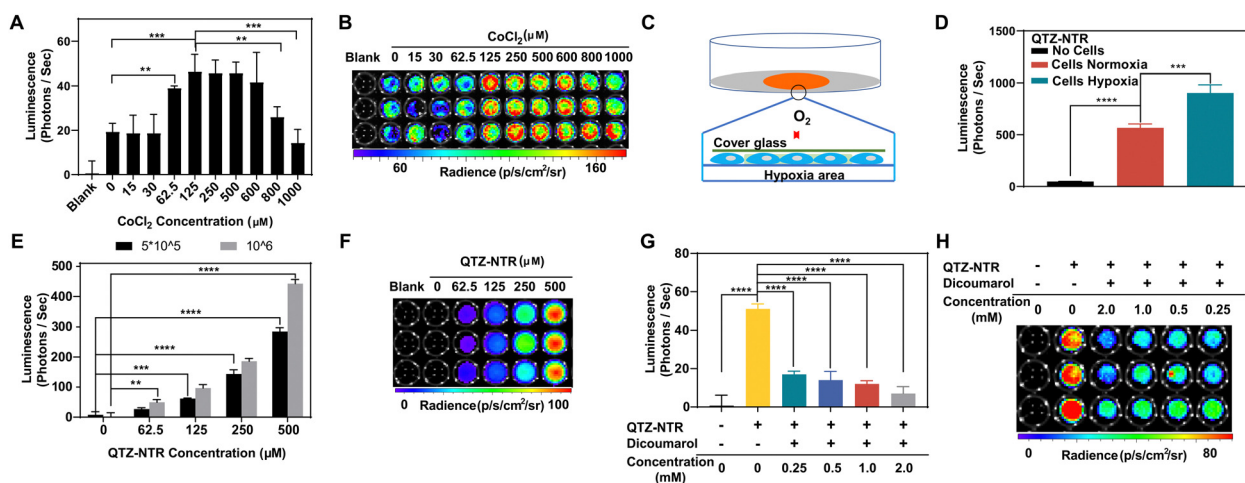 A
Luminescence
(Photons / Sec)
60
40
20
0
***
***
**
**
Blank
0
15
30
62.5
125
250
500
600
800
1000
CoCl₂ Concentration (μM)
B
CoCl₂(μM)
Blank 0 15 30 62.5 125 250 500 600 800 1000
60 160
Radience (p/s/cm²/sr)
C
O₂
Cover glass
Hypoxia area
D
QTZ-NTR
No Cells
Cells Normoxia
Cells Hypoxia
Luminescence
(Photons / Sec)
1500
1000
500
0
***
****
E
5*10^5 10^6
Luminescence
(Photons / Sec)
500
400
300
200
100
0
****
****
****
***
**
0 62.5 125 250 500
QTZ-NTR Concentration (μM)
F
QTZ-NTR (μM)
Blank 0 62.5 125 250 500
0 Radience (p/s/cm²/sr) 100
G
Luminescence
(Photons / Sec)
80
60
40
20
0
****
****
****
**** ****
QTZ-NTR - + + + + +
Dicoumarol - - + + + +
Concentration 0 0 0.25 0.5 1.0 2.0
(mM)
H
QTZ-NTR - + + + + +
Dicoumarol - - + + + +
Concentration 0 0 2.0 1.0 0.5 0.25
(mM)
0 Radience (p/s/cm²/sr) 80